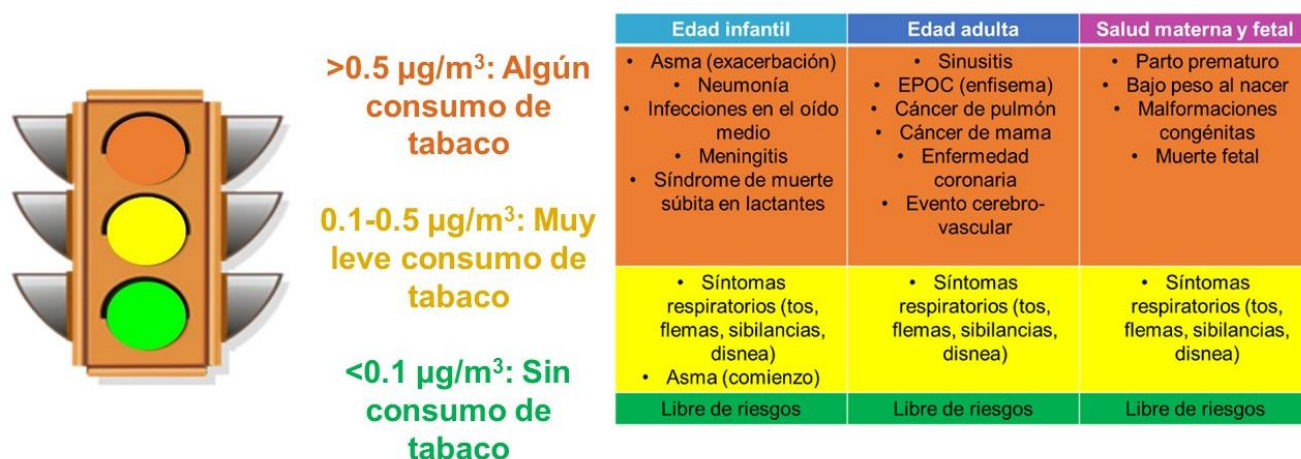 >0.5 µg/m³: Algún
consumo de
tabaco
0.1-0.5 µg/m³: Muy
leve consumo de
tabaco
<0.1 µg/m³: Sin
consumo de
tabaco
Edad infantil
Edad adulta
Salud materna y fetal
• Asma (exacerbación)
• Neumonía
• Infecciones en el oído
medio
• Meningitis
• Síndrome de muerte
súbita en lactantes
• Sinusitis
• EPOC (enfisema)
• Cáncer de pulmón
• Cáncer de mama
• Enfermedad
coronaria
• Evento cerebro-
vascular
• Parto prematuro
• Bajo peso al nacer
• Malformaciones
congénitas
• Muerte fetal
• Síntomas
respiratorios (tos,
flemas, sibilancias,
disnea)
• Asma (comienzo)
• Síntomas
respiratorios (tos,
flemas, sibilancias,
disnea)
• Síntomas
respiratorios (tos,
flemas, sibilancias,
disnea)
Libre de riesgos
Libre de riesgos
Libre de riesgos